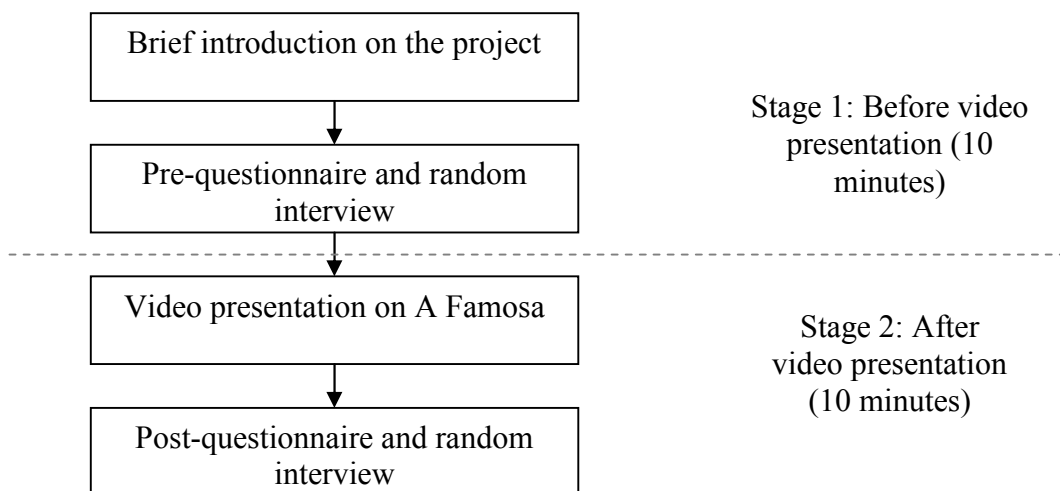 Brief introduction on the project
Stage 1: Before video
presentation (10
minutes)
Pre-questionnaire and random
interview
Video presentation on A Famosa
Stage 2: After
video presentation
(10 minutes)
Post-questionnaire and random
interview